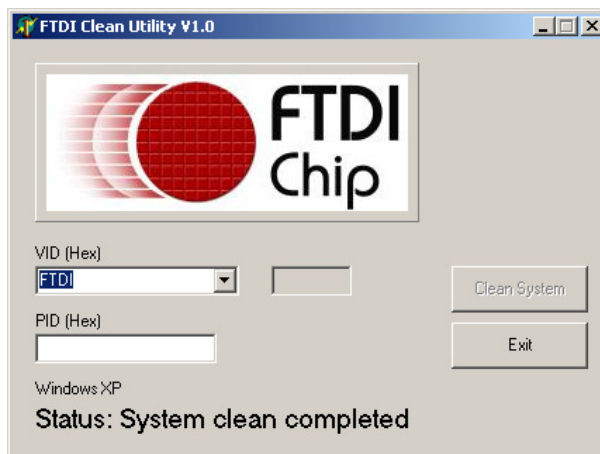 FTDI Clean Utility V1.0
FTDI
Chip
VID (Hex)
FTDI
Clean System
PID (Hex)
Exit
Windows XP
Status: System clean completed